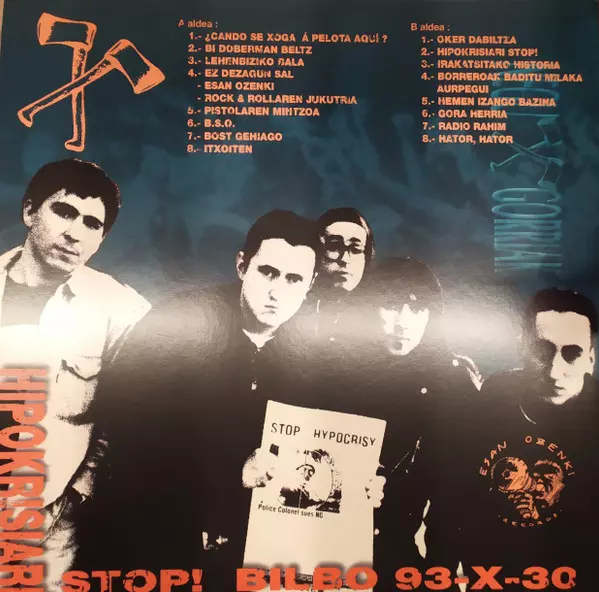 A aldea :
1.- ¿CANDO SE XOGA Á PELOTA AQUÍ ?
2.- BI DOBERMAN BELTZ
3.- LEHENBIZIKO BALA
4.- EZ DEZAGUN SAL
- ESAN OZENKI
- ROCK & ROLLAREN JUKUTRIA
5.- PISTOLAREN MINTZOA
6.- B.S.O.
7.- BOST GEHIAGO
8.- ITXOITEN
B aldea :
1.- OKER DABILTZA
2.- HIPOKRISIARI STOP!
3.- IRAKATSITAKO HISTORIA
4.- BORREROAK BADITU MILAKA
AURPEGUI
5.- HEMEN IZANGO BAZINA
6.- GORA HERRIA
7.- RADIO RAHIM
8.- HATOR, HATOR
GORRIAK
STOP HYPOCRISY
Police Colonel sues NG
ESAN OZENKI
RECORDS
HIPOKRISIARI
STOP! BILBO 93-X-30